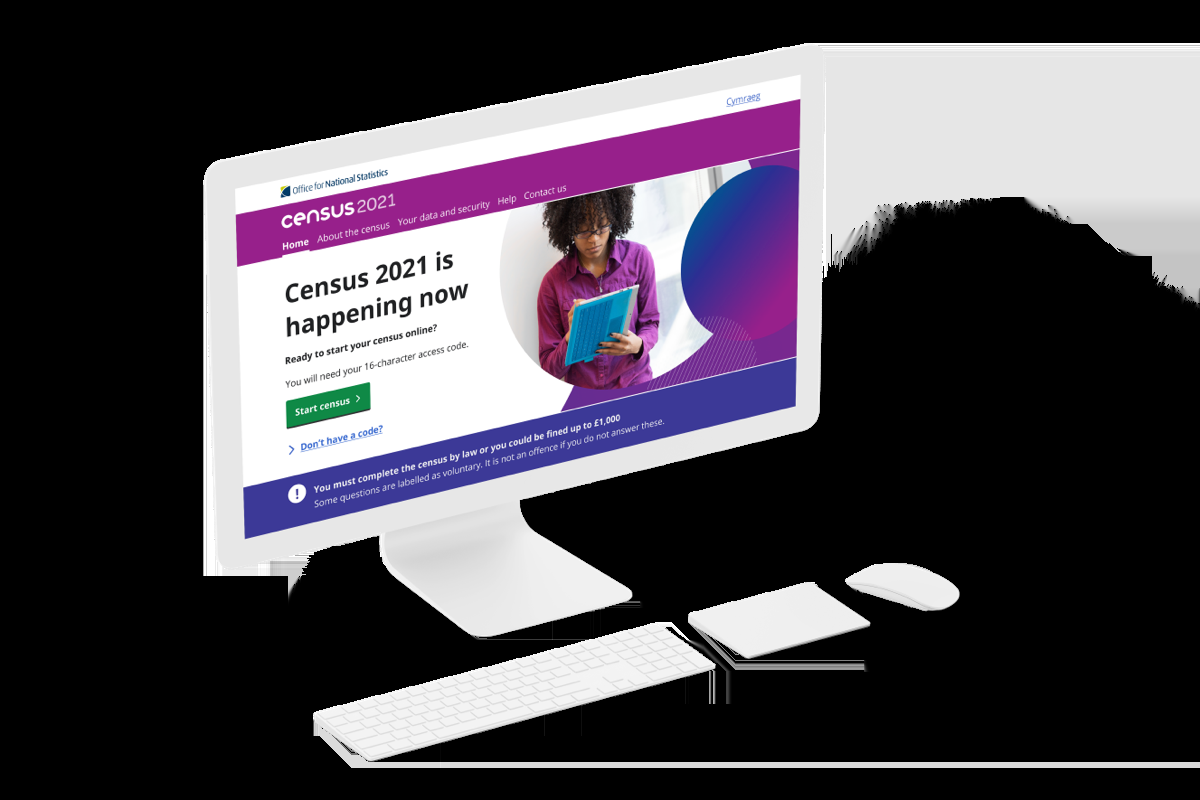 Cymraeg
Office for National Statistics
census 2021
Home About the census Your data and security Help Contact us
Census 2021 is
happening now
Ready to start your census online?
You will need your 16-character access code.
Start census
Don't have a code?
! You must complete the census by law or you could be fined up to £1,000
Some questions are labelled as voluntary. It is not an offence if you do not answer these.